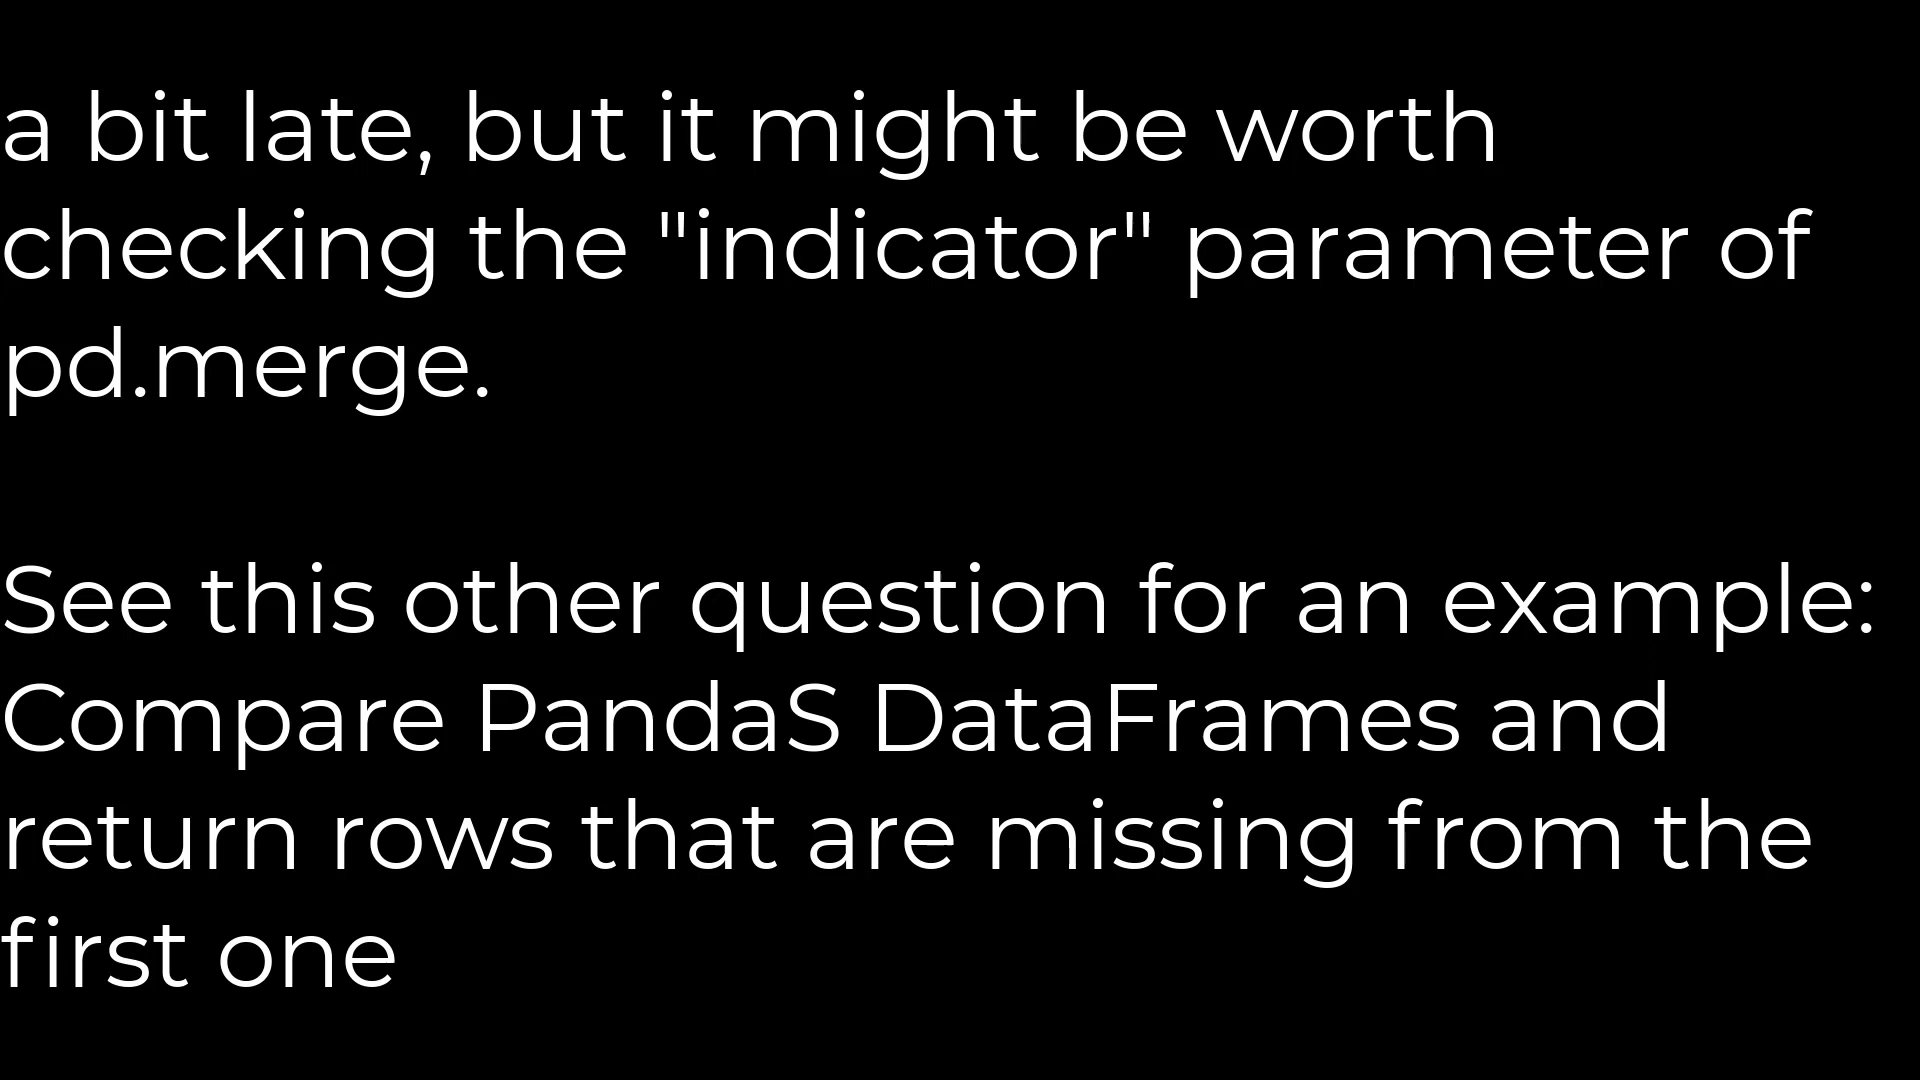 a bit late, but it might be worth
checking the "indicator" parameter of
pd.merge.
See this other question for an example:
Compare PandaS DataFrames and
return rows that are missing from the
first one